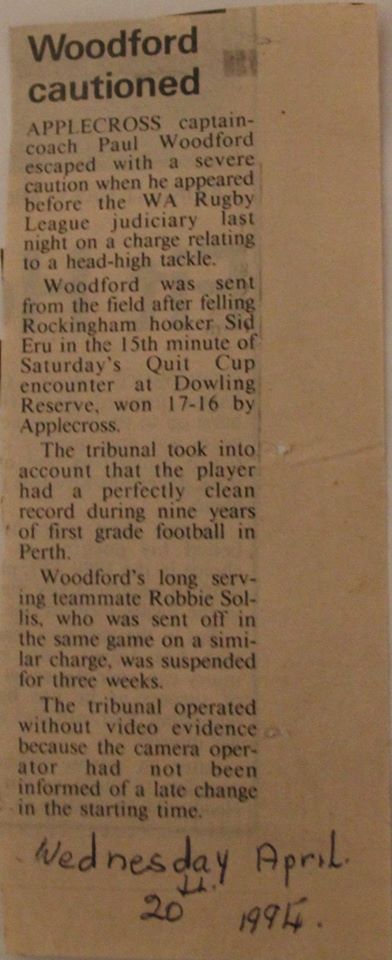 Woodford
cautioned
APPLECROSS captain-
coach Paul Woodford
escaped with a severe
caution when he appeared
before the WA Rugby
League judiciary last
night on a charge relating
to a head-high tackle.
Woodford was sent
from the field after felling
Rockingham hooker Sid
Eru in the 15th minute of
Saturday's Quit Cup
encounter at Dowling
Reserve, won 17-16 by
Applecross.
The tribunal took into
account that the player
had a perfectly clean
record during nine years
of first grade football in
Perth.
Woodford's long serv-
ing teammate Robbie Sol-
lis, who was sent off in
the same game on a simi-
lar charge, was suspended
for three weeks.
The tribunal operated
without video evidence
because the camera oper-
ator had not been
informed of a late change
in the starting time.
Wednesday April.
20th. 1994.